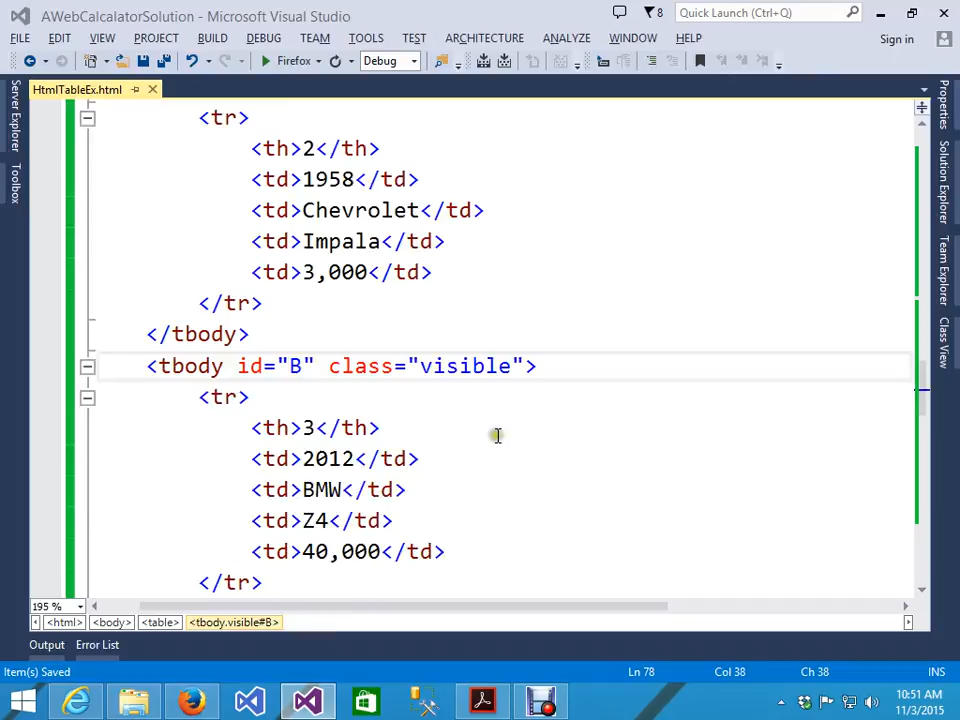 AWebCalcalatorSolution - Microsoft Visual Studio
8
Quick Launch (Ctrl+Q)
FILE EDIT VIEW PROJECT BUILD DEBUG TEAM TOOLS TEST ARCHITECTURE ANALYZE WINDOW HELP
Sign in
Firefox
Debug
HtmlTableEx.html
Server Explorer
Toolbox
Properties
Solution Explorer
Team Explorer
Class View
<tr>
<th>2</th>
<td>1958</td>
<td>Chevrolet</td>
<td>Impala</td>
<td>3,000</td>
</tr>
</tbody>
<tbody id="B" class="visible">
<tr>
<th>3</th>
<td>2012</td>
<td>BMW</td>
<td>Z4</td>
<td>40,000</td>
</tr>
195 %
<html> <body> <table> <tbody.visible#B>
Output Error List
Item(s) Saved
Ln 78 Col 38 Ch 38 INS
10:51 AM
11/3/2015